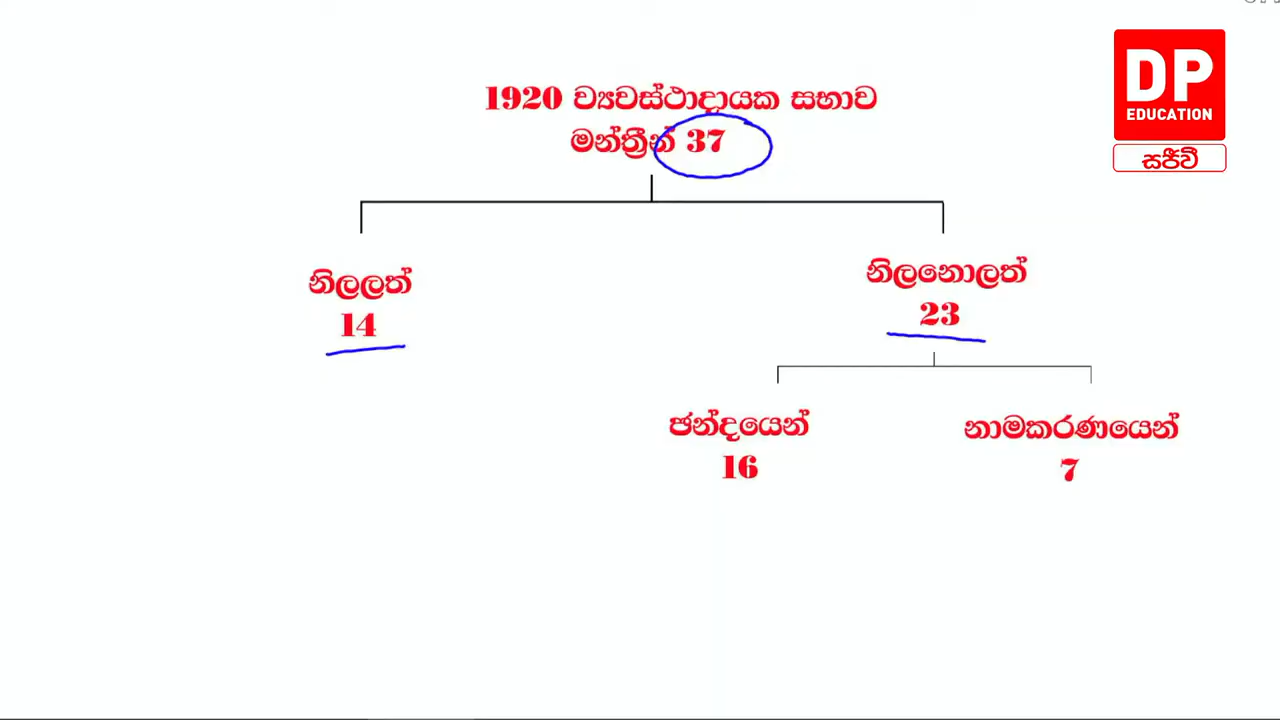 DP
EDUCATION
සජීවී
1920 ව්‍යවස්ථාදායක සභාව
මන්ත්‍රීන් 37
නිලලත්
14
නිලනොලත්
23
ඡන්දයෙන්
16
නාමකරණයෙන්
7